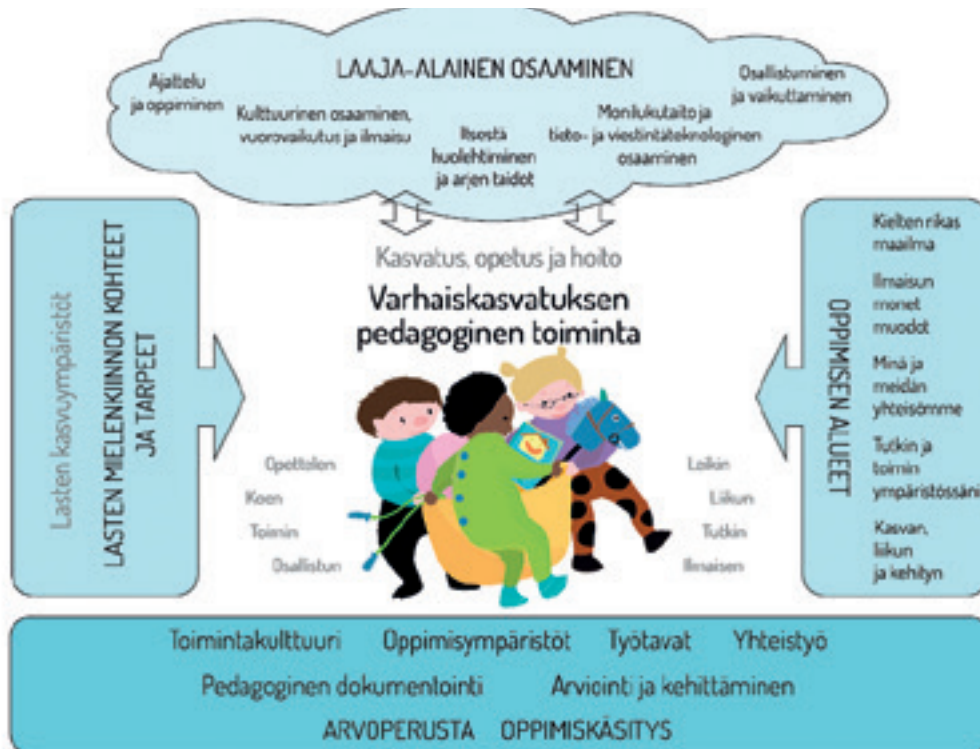 LAAJA-ALAINEN OSAAMINEN
Ajattelu
ja oppiminen
Kulttuurinen osaaminen,
vuorovaikutus ja ilmaisu
Itsestä
huolehtiminen
ja arjen taidot
Monilukutaito ja
tieto- ja viestintäteknologinen
osaaminen
Osallistuminen
ja vaikuttaminen
Lasten kasvuympäristöt
LASTEN MIELENKIINNON KOHTEET
JA TARPEET
Kasvatus, opetus ja hoito
Varhaiskasvatuksen
pedagoginen toiminta
Opettelen
Koen
Toimin
Osallistun
Leikin
Liikun
Tutkin
Ilmaisen
OPPIMISEN ALUEET
Kielten rikas
maailma
Ilmaisun
monet
muodot
Minä ja
meidän
yhteisömme
Tutkin ja
toimin
ympäristössäni
Kasvan,
liikun
ja kehityn
Toimintakulttuuri Oppimisympäristöt Työtavat Yhteistyö
Pedagoginen dokumentointi Arviointi ja kehittäminen
ARVOPERUSTA OPPIMISKÄSITYS